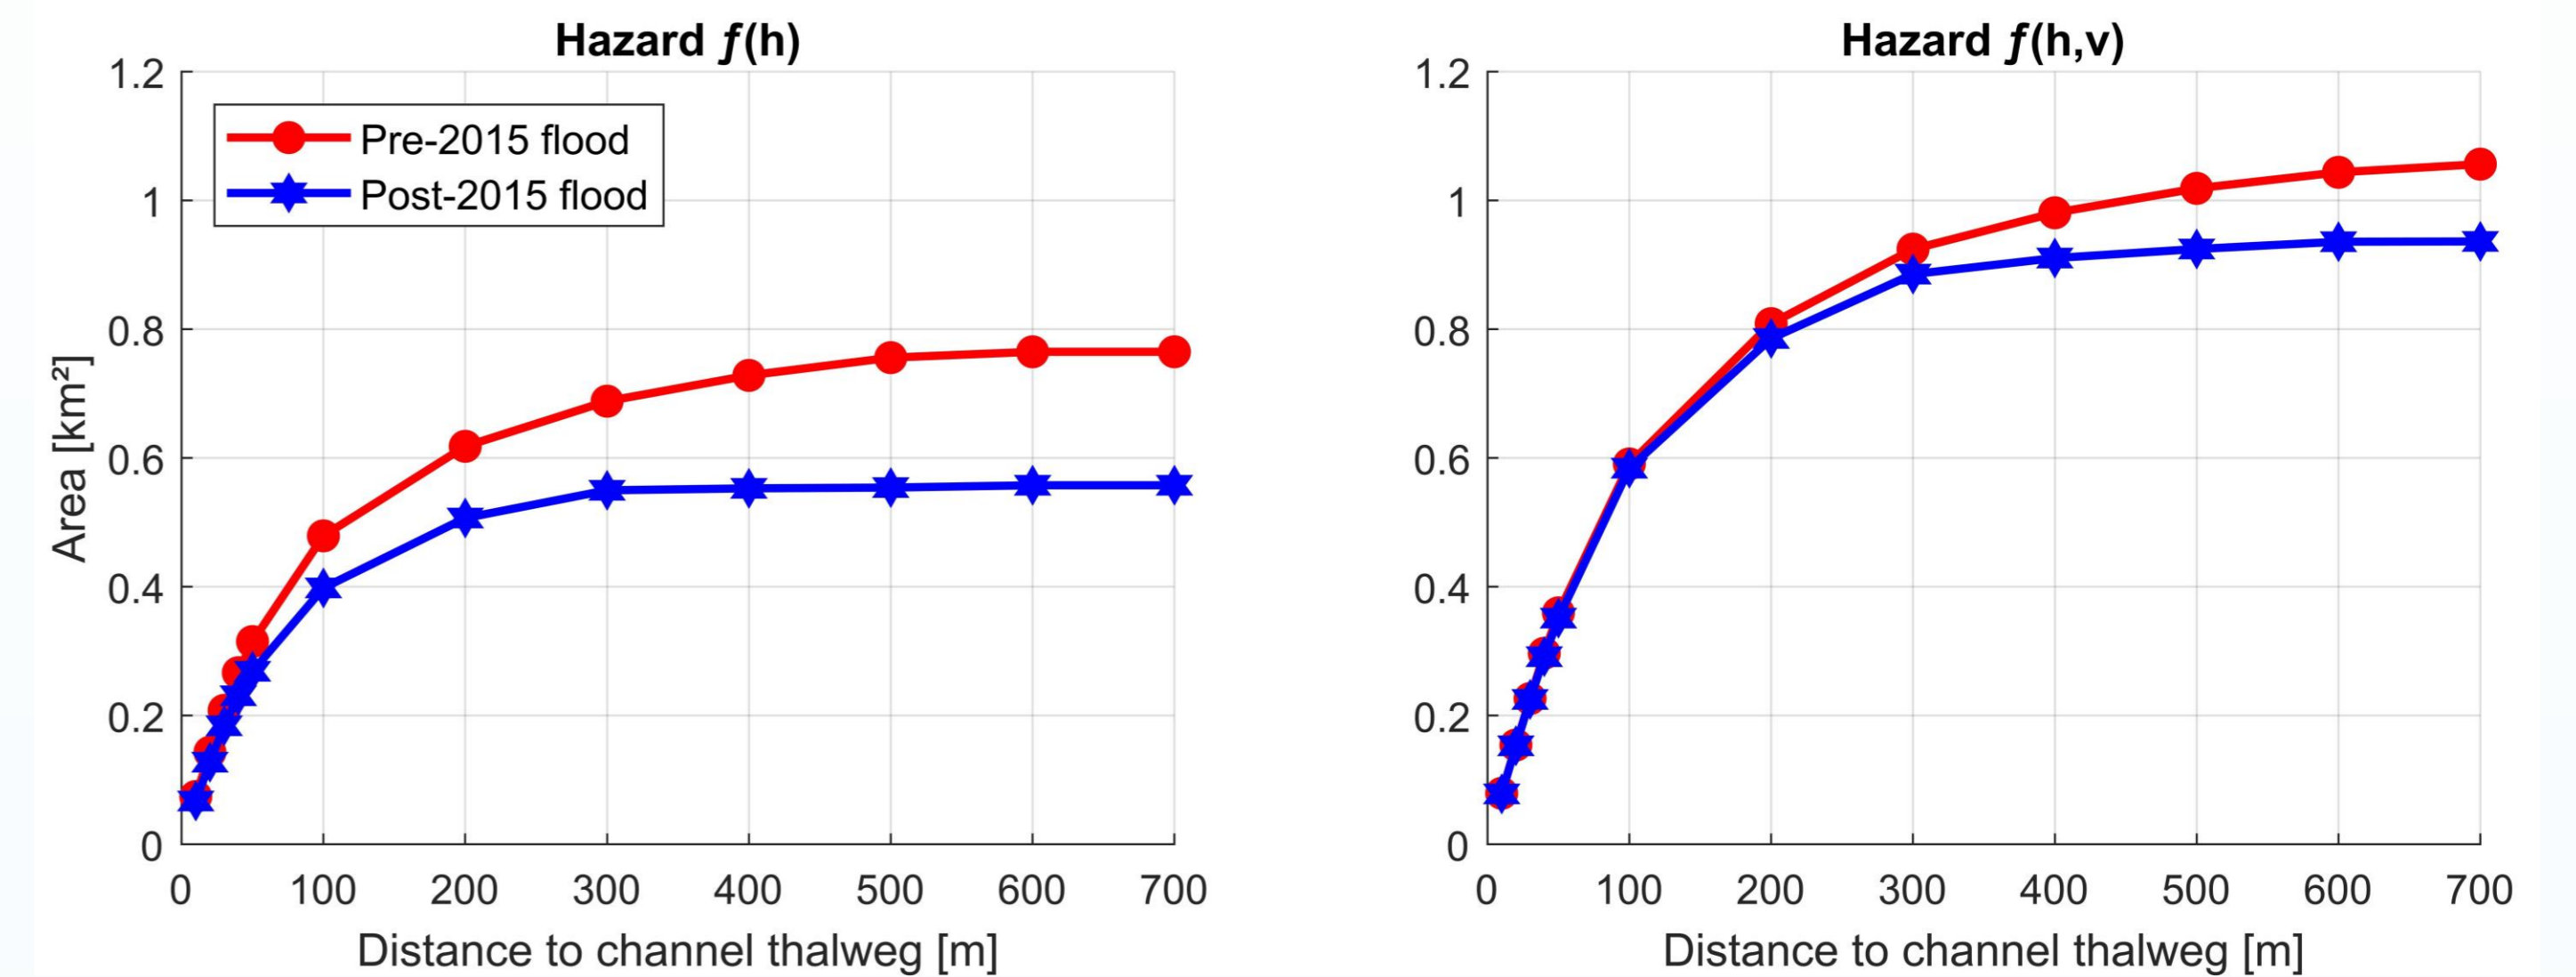 Hazard ƒ(h)
1.2
1
0.8
0.6
0.4
0.2
0
Area [km²]
Pre-2015 flood
Post-2015 flood
0 100 200 300 400 500 600 700
Distance to channel thalweg [m]
Hazard ƒ(h,v)
1.2
1
0.8
0.6
0.4
0.2
0
0 100 200 300 400 500 600 700
Distance to channel thalweg [m]